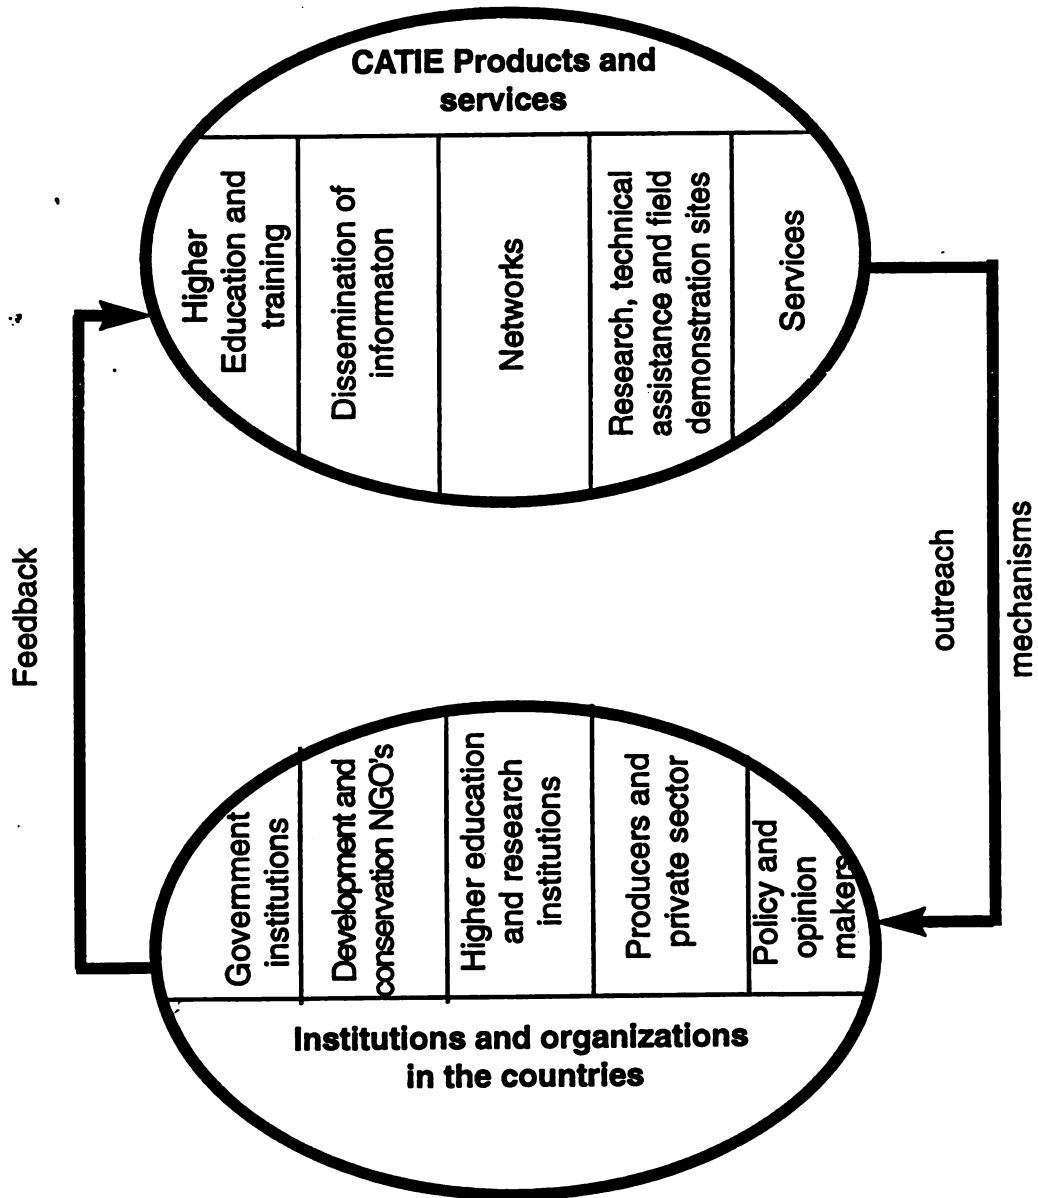 CATIE Products and
services
Higher
Education and
training
Dissemination of
informaton
Networks
Research, technical
assistance and field
demonstration sites
Services
Feedback
outreach
mechanisms
Government
institutions
Development and
conservation NGO's
Higher education
and research
institutions
Producers and
private sector
Policy and
opinion
makers
Institutions and organizations
in the countries